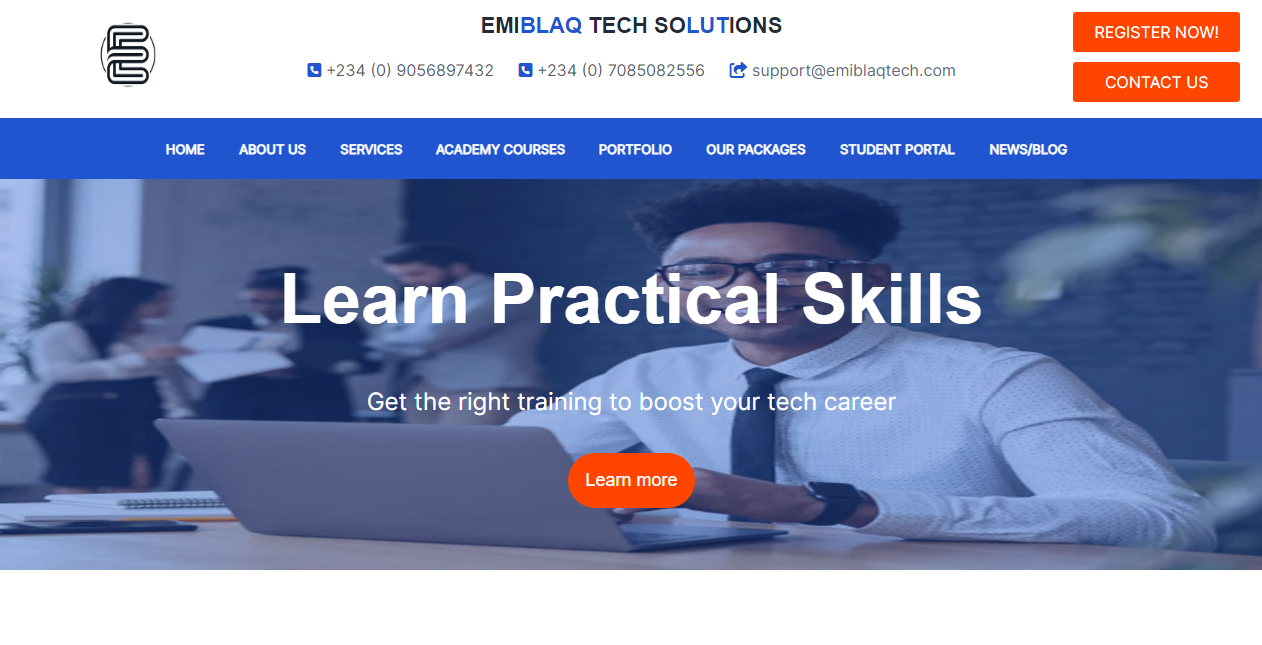 EMIBLAQ TECH SOLUTIONS
+234 (0) 9056897432 +234 (0) 7085082556 support@emiblaqtech.com
REGISTER NOW!
CONTACT US
HOME ABOUT US SERVICES ACADEMY COURSES PORTFOLIO OUR PACKAGES STUDENT PORTAL NEWS/BLOG
Learn Practical Skills
Get the right training to boost your tech career
Learn more